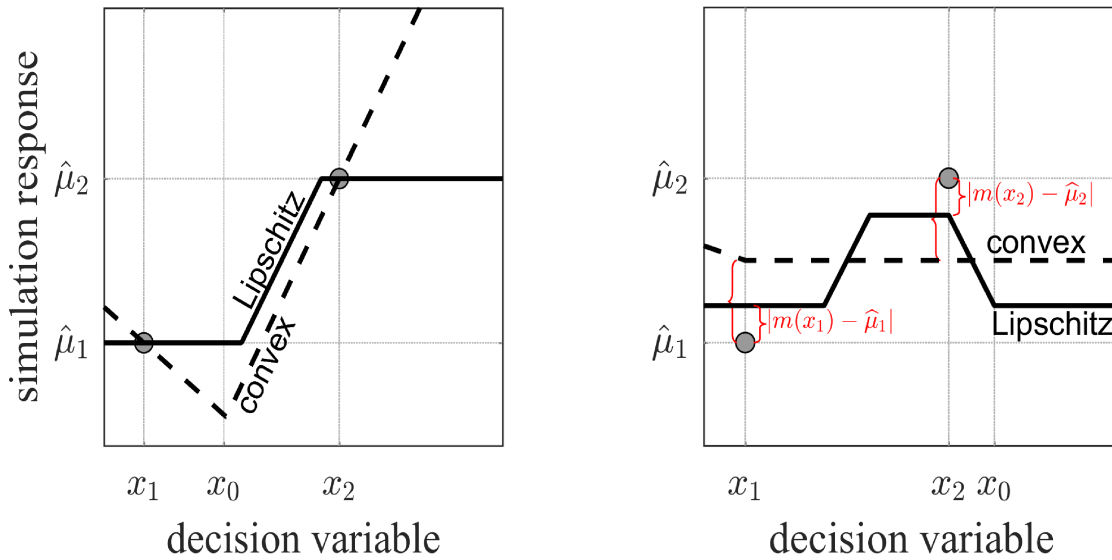 simulation response
μ̂₂
μ̂₁
Lipschitz
convex
x₁ x₀ x₂
decision variable
μ̂₂
μ̂₁
|m(x₂) − μ̂₂|
convex
|m(x₁) − μ̂₁|
Lipschitz
x₁ x₂ x₀
decision variable